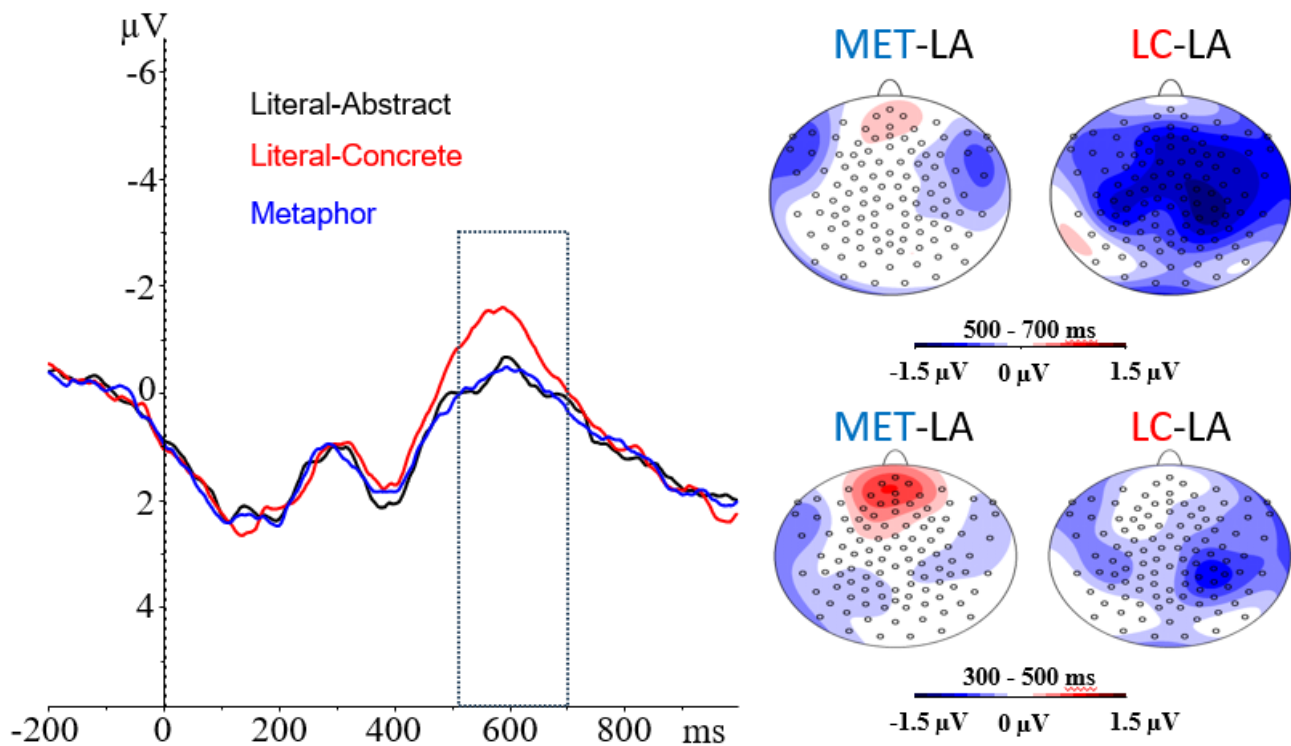 µV
-6
-4
-2
0
2
4
-200 0 200 400 600 800 ms
Literal-Abstract
Literal-Concrete
Metaphor
MET-LA LC-LA
500 - 700 ms
-1.5 µV 0 µV 1.5 µV
MET-LA LC-LA
300 - 500 ms
-1.5 µV 0 µV 1.5 µV